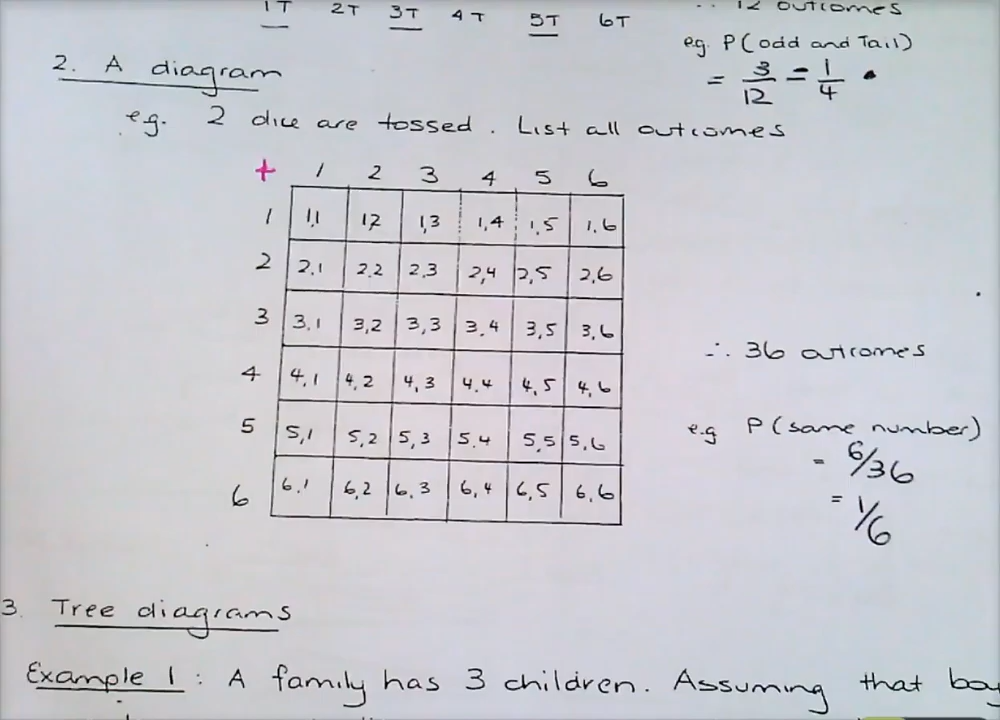 1T 2T 3T 4T 5T 6T
∴ 12 outcomes
eg. P(odd and Tail)
= 3/12 = 1/4
2. A diagram
e.g. 2 dice are tossed. List all outcomes
+ 1 2 3 4 5 6
1 1,1 1,2 1,3 1,4 1,5 1,6
2 2,1 2,2 2,3 2,4 2,5 2,6
3 3,1 3,2 3,3 3,4 3,5 3,6
4 4,1 4,2 4,3 4,4 4,5 4,6
5 5,1 5,2 5,3 5,4 5,5 5,6
6 6,1 6,2 6,3 6,4 6,5 6,6
∴ 36 outcomes
e.g P(same number)
= 6/36
= 1/6
3. Tree diagrams
Example 1: A family has 3 children. Assuming that boy